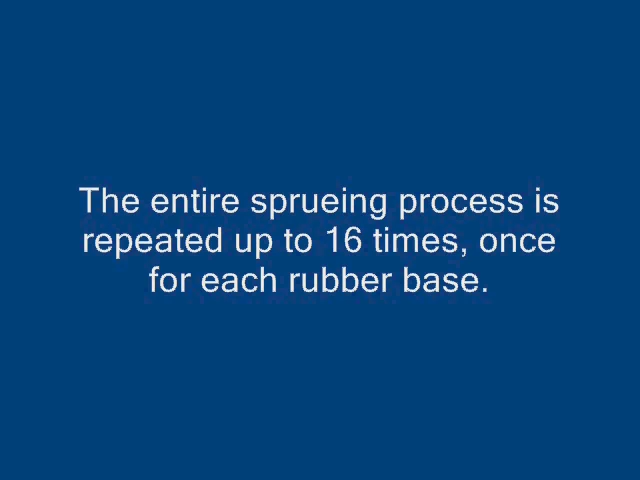 The entire sprueing process is
repeated up to 16 times, once
for each rubber base.